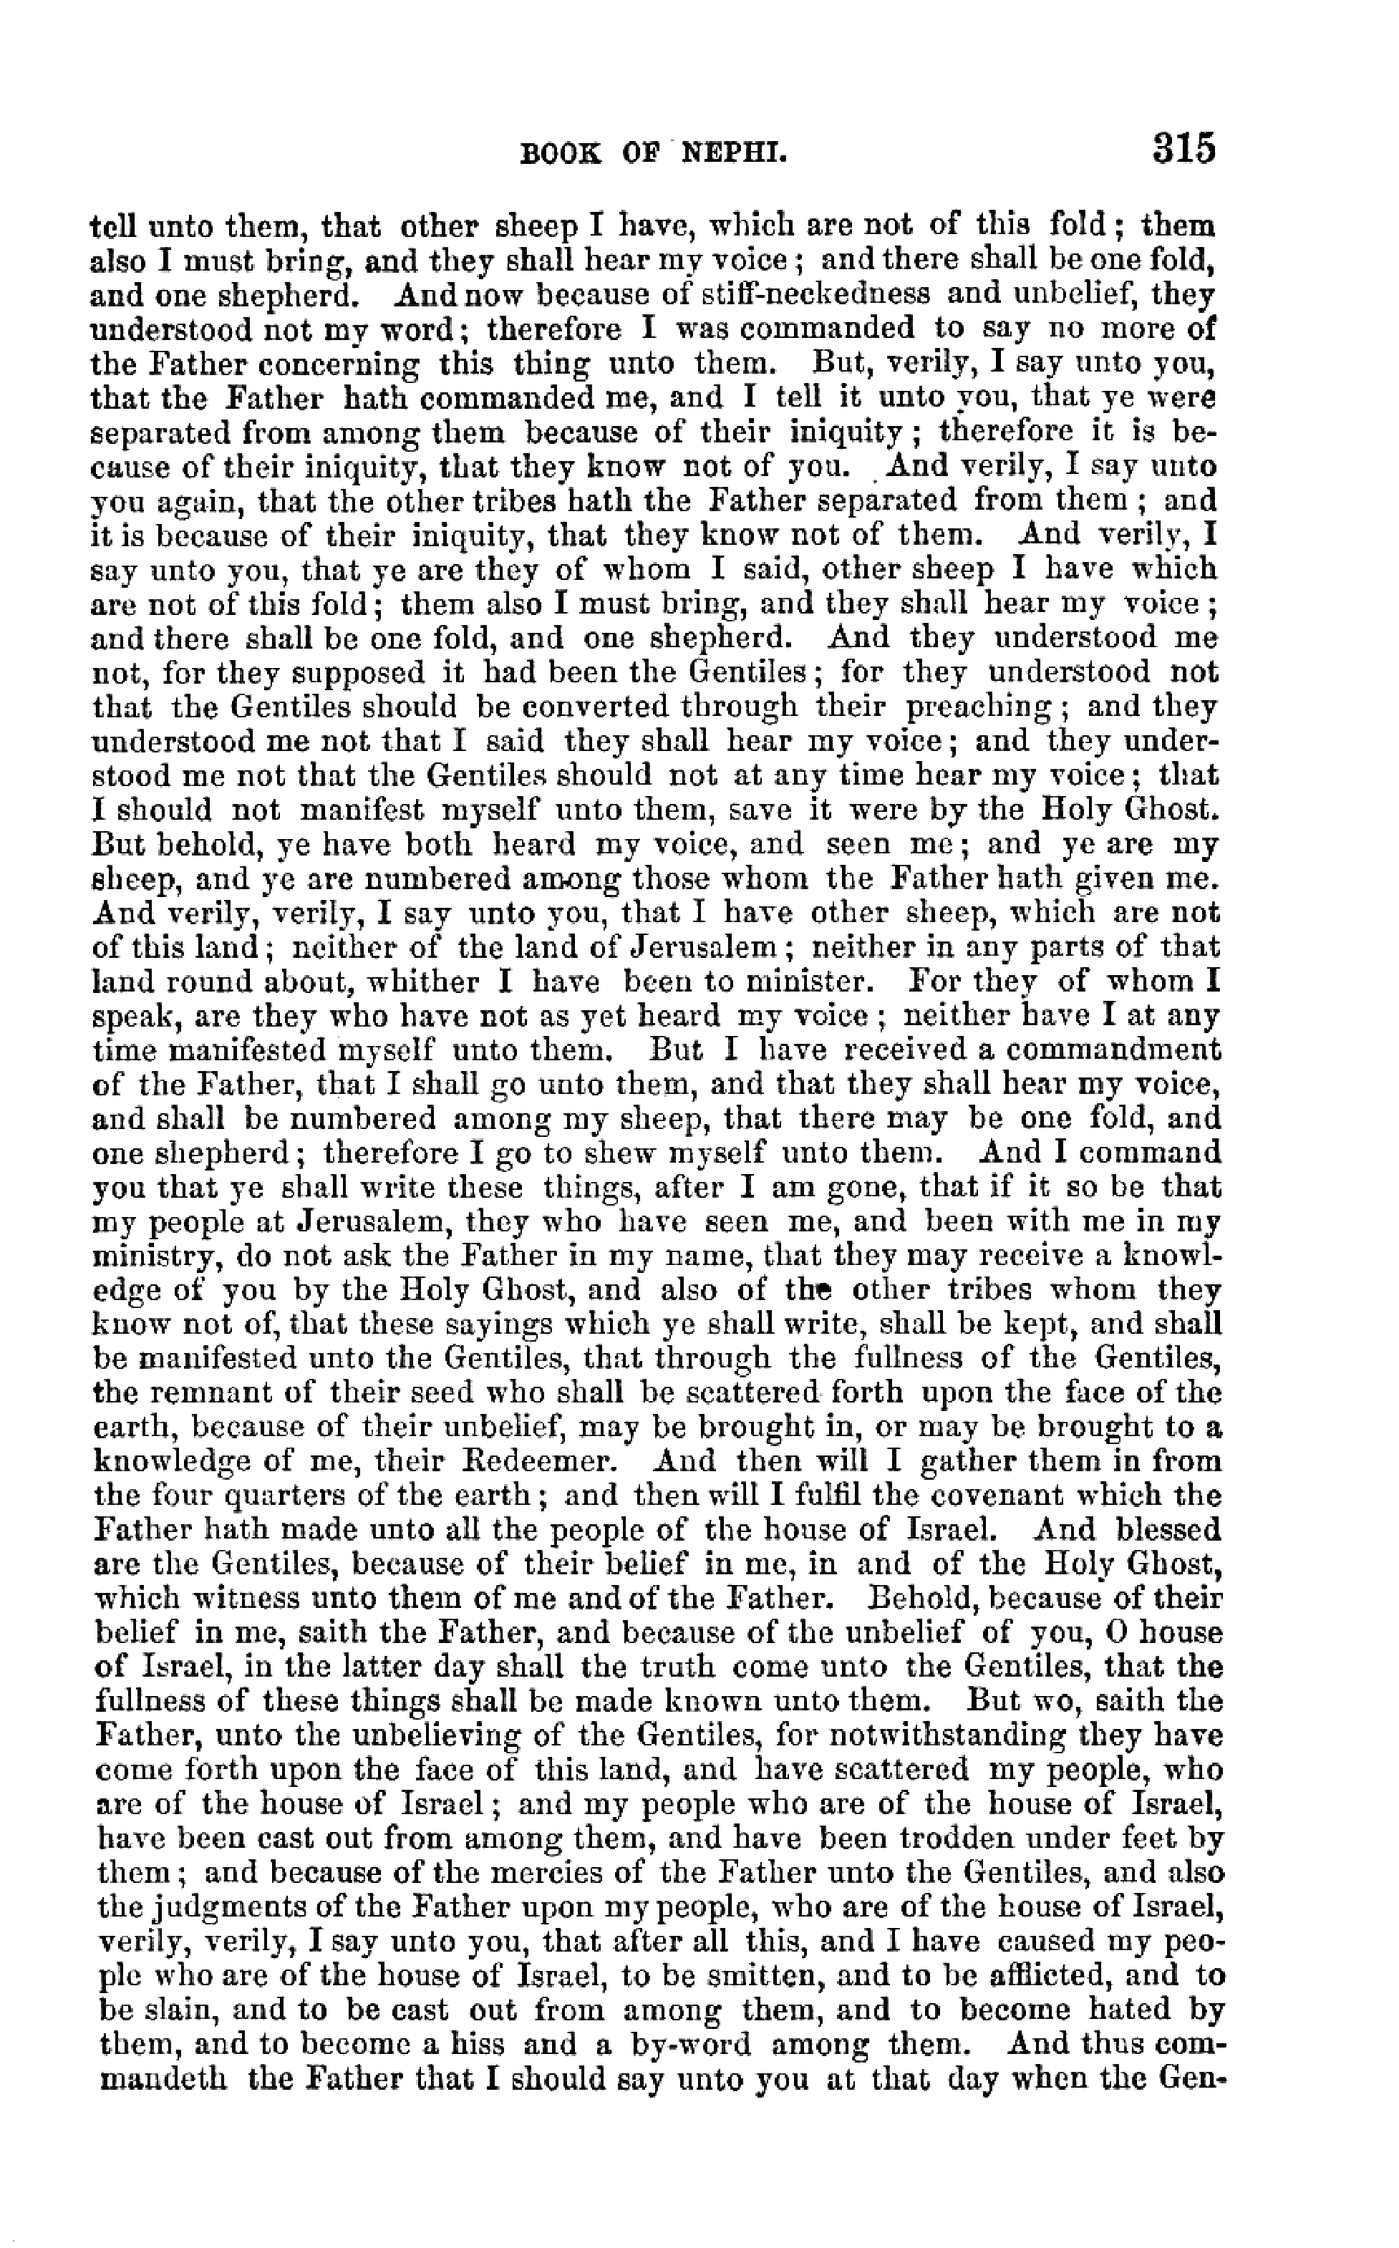 BOOK OF NEPHI. 315
tell unto them, that other sheep I have, which are not of this fold; them
also I must bring, and they shall hear my voice; and there shall be one fold,
and one shepherd. And now because of stiff-neckedness and unbelief, they
understood not my word; therefore I was commanded to say no more of
the Father concerning this thing unto them. But, verily, I say unto you,
that the Father hath commanded me, and I tell it unto you, that ye were
separated from among them because of their iniquity; therefore it is be-
cause of their iniquity, that they know not of you. And verily, I say unto
you again, that the other tribes hath the Father separated from them; and
it is because of their iniquity, that they know not of them. And verily, I
say unto you, that ye are they of whom I said, other sheep I have which
are not of this fold; them also I must bring, and they shall hear my voice;
and there shall be one fold, and one shepherd. And they understood me
not, for they supposed it had been the Gentiles; for they understood not
that the Gentiles should be converted through their preaching; and they
understood me not that I said they shall hear my voice; and they under-
stood me not that the Gentiles should not at any time hear my voice; that
I should not manifest myself unto them, save it were by the Holy Ghost.
But behold, ye have both heard my voice, and seen me; and ye are my
sheep, and ye are numbered among those whom the Father hath given me.
And verily, verily, I say unto you, that I have other sheep, which are not
of this land; neither of the land of Jerusalem; neither in any parts of that
land round about, whither I have been to minister. For they of whom I
speak, are they who have not as yet heard my voice; neither have I at any
time manifested myself unto them. But I have received a commandment
of the Father, that I shall go unto them, and that they shall hear my voice,
and shall be numbered among my sheep, that there may be one fold, and
one shepherd; therefore I go to shew myself unto them. And I command
you that ye shall write these things, after I am gone, that if it so be that
my people at Jerusalem, they who have seen me, and been with me in my
ministry, do not ask the Father in my name, that they may receive a knowl-
edge of you by the Holy Ghost, and also of the other tribes whom they
know not of, that these sayings which ye shall write, shall be kept, and shall
be manifested unto the Gentiles, that through the fullness of the Gentiles,
the remnant of their seed who shall be scattered forth upon the face of the
earth, because of their unbelief, may be brought in, or may be brought to a
knowledge of me, their Redeemer. And then will I gather them in from
the four quarters of the earth; and then will I fulfil the covenant which the
Father hath made unto all the people of the house of Israel. And blessed
are the Gentiles, because of their belief in me, in and of the Holy Ghost,
which witness unto them of me and of the Father. Behold, because of their
belief in me, saith the Father, and because of the unbelief of you, O house
of Israel, in the latter day shall the truth come unto the Gentiles, that the
fullness of these things shall be made known unto them. But wo, saith the
Father, unto the unbelieving of the Gentiles, for notwithstanding they have
come forth upon the face of this land, and have scattered my people, who
are of the house of Israel; and my people who are of the house of Israel,
have been cast out from among them, and have been trodden under feet by
them; and because of the mercies of the Father unto the Gentiles, and also
the judgments of the Father upon my people, who are of the house of Israel,
verily, verily, I say unto you, that after all this, and I have caused my peo-
ple who are of the house of Israel, to be smitten, and to be afflicted, and to
be slain, and to be cast out from among them, and to become hated by
them, and to become a hiss and a by-word among them. And thus com-
mandeth the Father that I should say unto you at that day when the Gen-